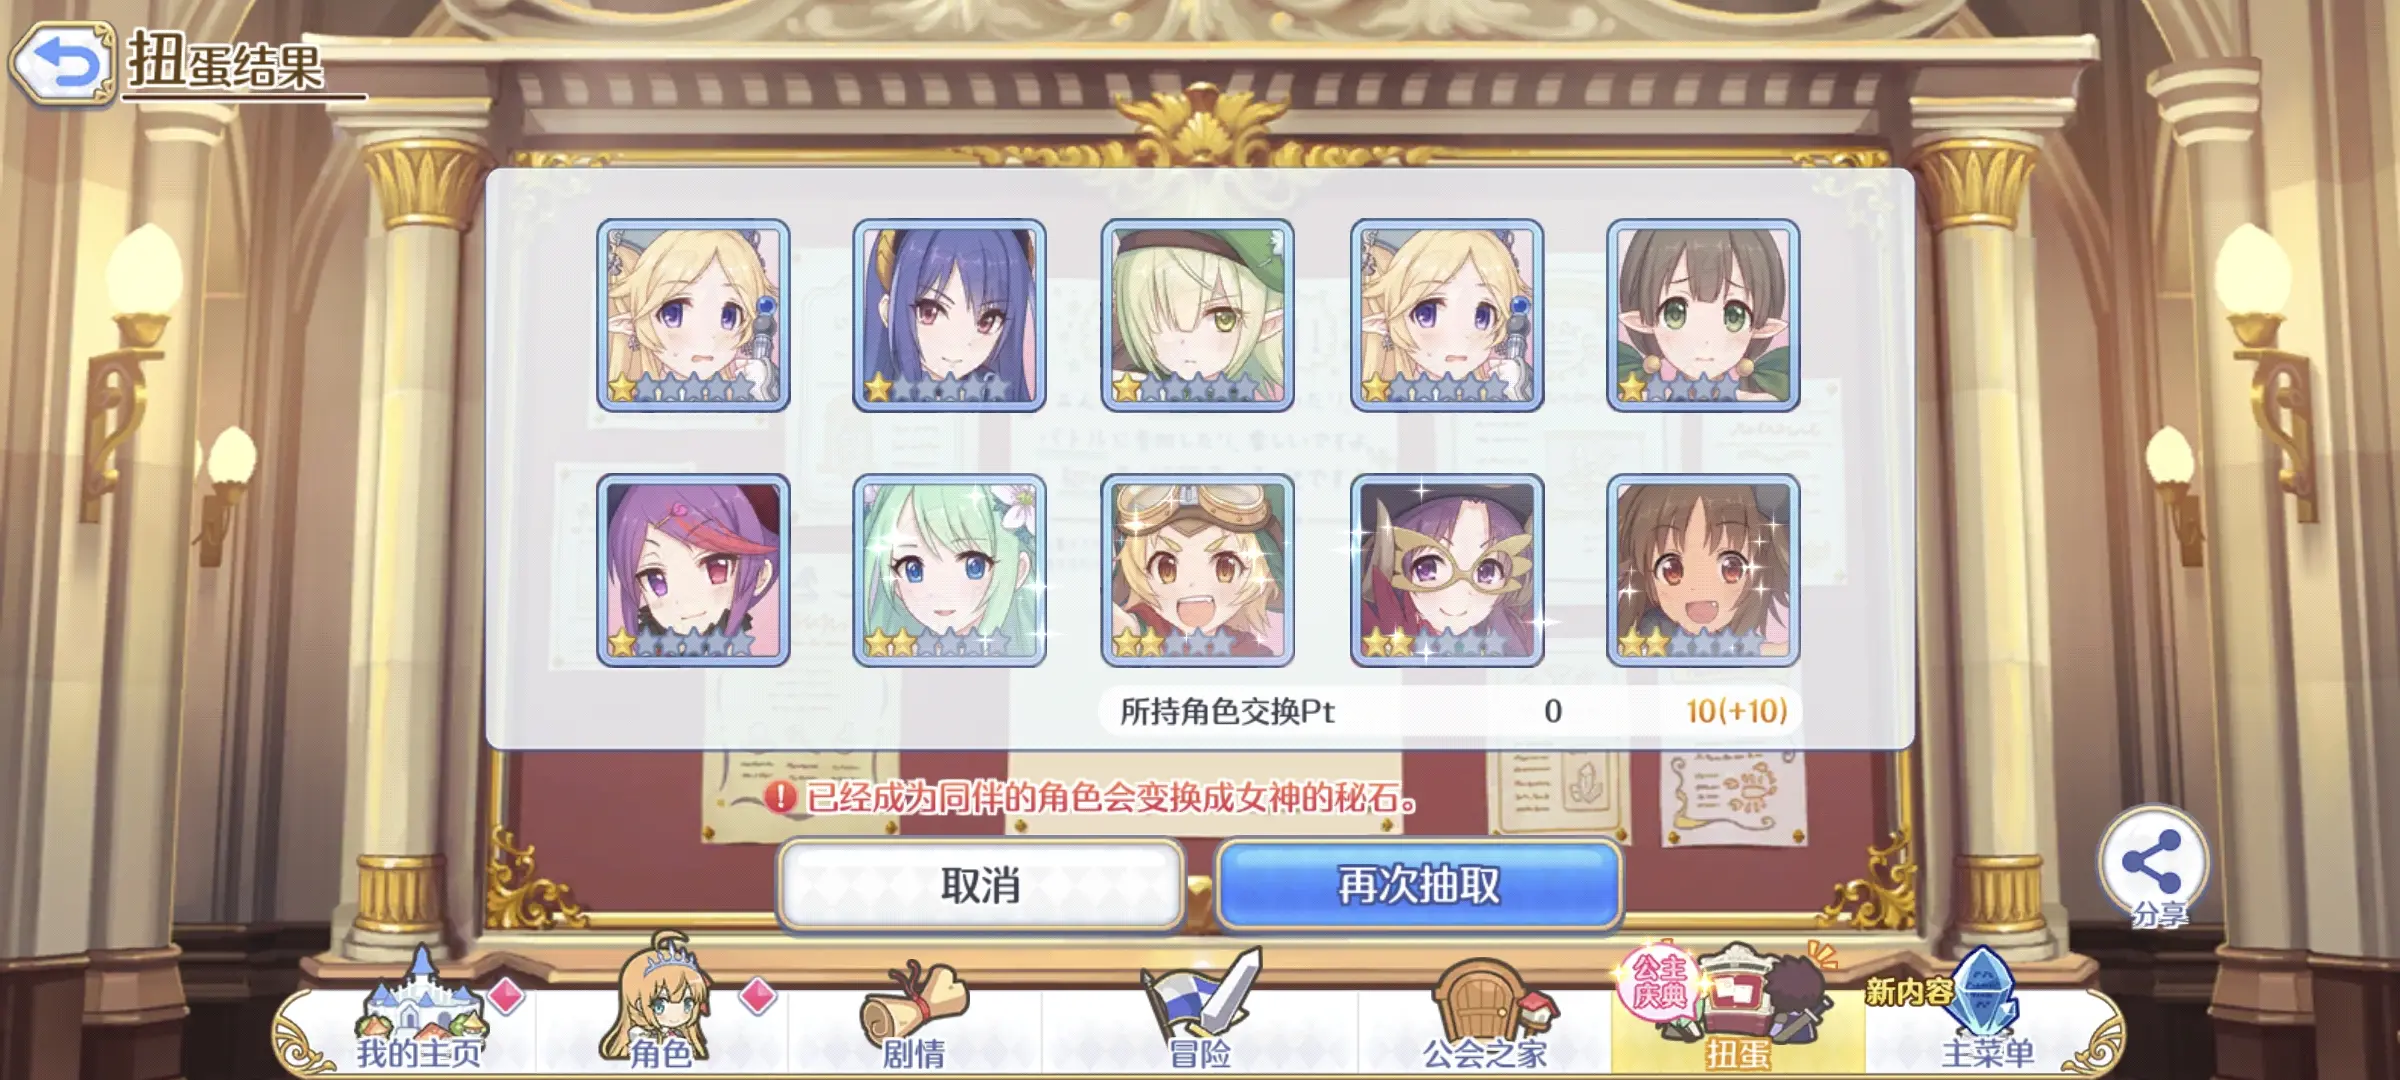 扭蛋结果
所持角色交换Pt 0 10(+10)
已经成为同伴的角色会变换成女神的秘石。
取消
再次抽取
分享
公主
庆典
新内容
我的主页
角色
剧情
冒险
公会之家
扭蛋
主菜单